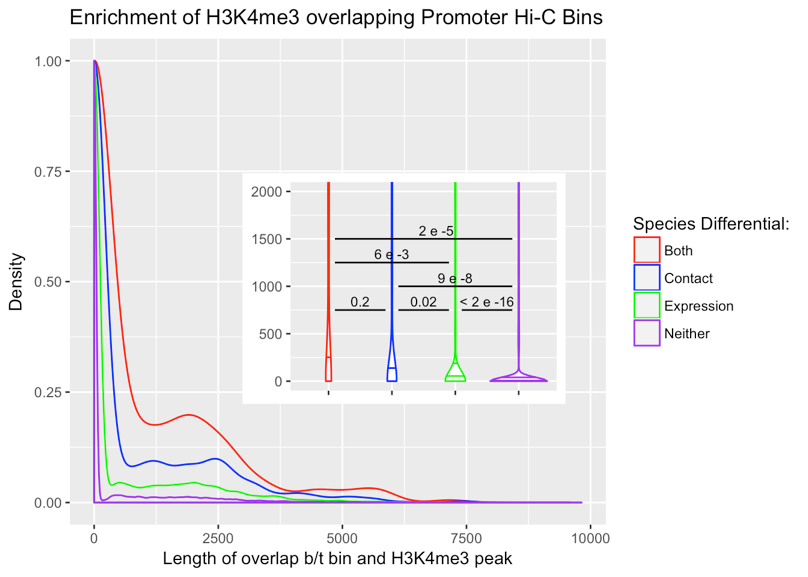 Enrichment of H3K4me3 overlapping Promoter Hi-C Bins
1.00
0.75
0.50
0.25
0.00
Density
2000
1500
1000
500
0
2 e -5
6 e -3
9 e -8
0.2 0.02 < 2 e -16
0 2500 5000 7500 10000
Length of overlap b/t bin and H3K4me3 peak
Species Differential:
Both
Contact
Expression
Neither